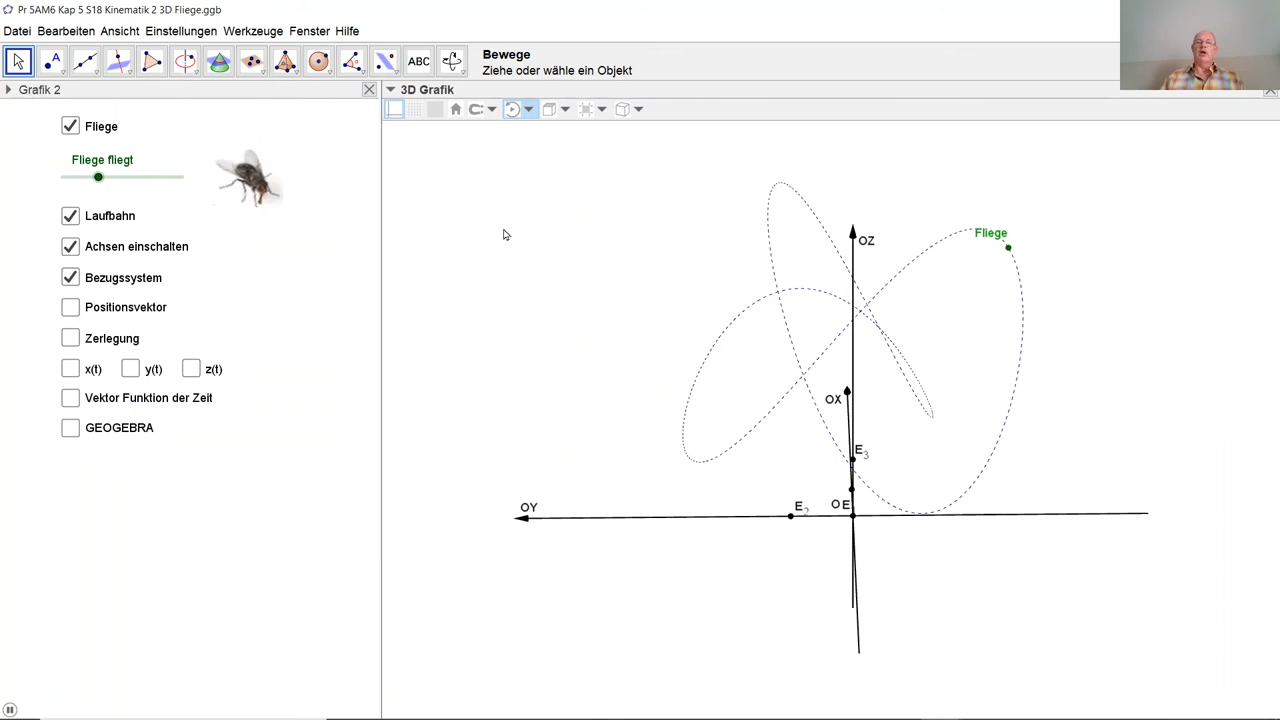 Pr 5AM6 Kap 5 S18 Kinematik 2 3D Fliege.ggb
Datei Bearbeiten Ansicht Einstellungen Werkzeuge Fenster Hilfe
A
ABC
Bewege
Ziehe oder wähle ein Objekt
Grafik 2
3D Grafik
Fliege
Fliege fliegt
Laufbahn
Achsen einschalten
Bezugssystem
Positionsvektor
Zerlegung
x(t) y(t) z(t)
Vektor Funktion der Zeit
GEOGEBRA
Fliege
OZ
OX
E3
OY
E2
O E